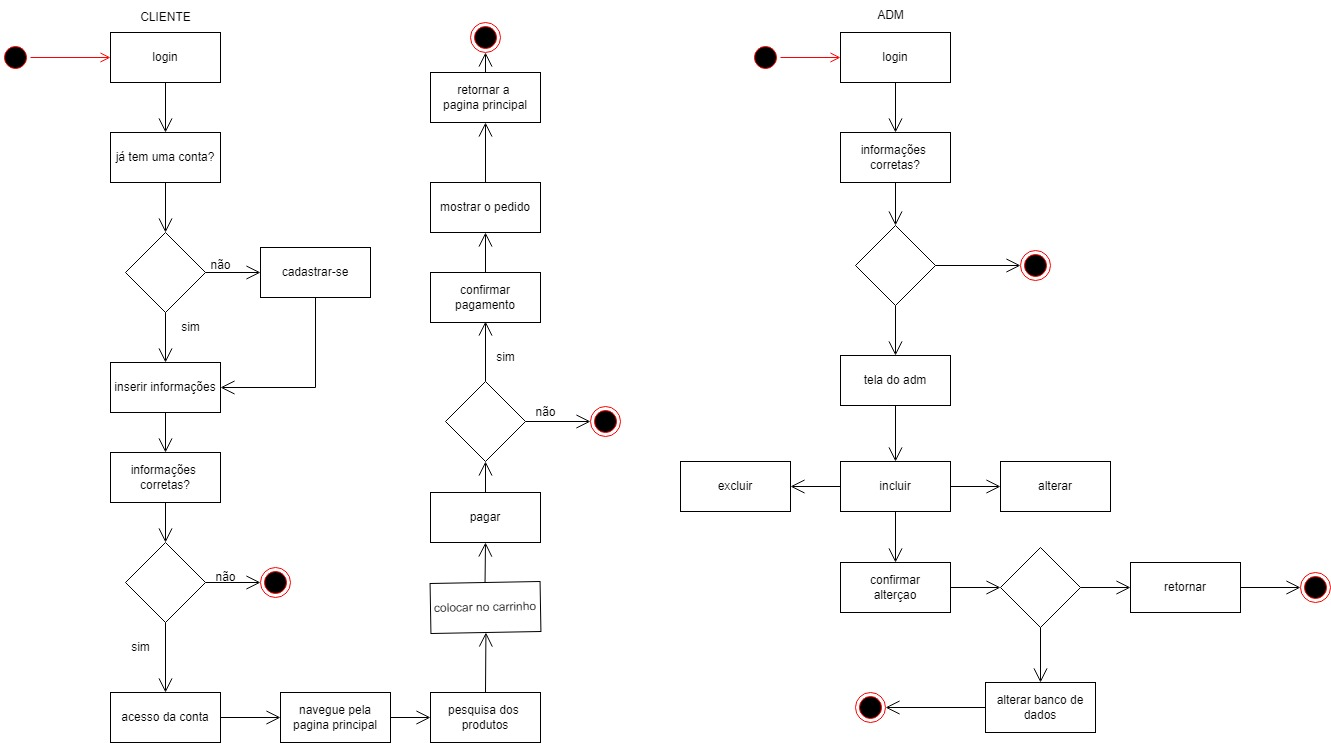 CLIENTE
login
já tem uma conta?
não
cadastrar-se
sim
inserir informações
informações
corretas?
não
sim
acesso da conta
navegue pela
pagina principal
pesquisa dos
produtos
colocar no carrinho
pagar
não
sim
confirmar
pagamento
mostrar o pedido
retornar a
pagina principal
ADM
login
informações
corretas?
tela do adm
excluir
incluir
alterar
confirmar
alterçao
retornar
alterar banco de
dados